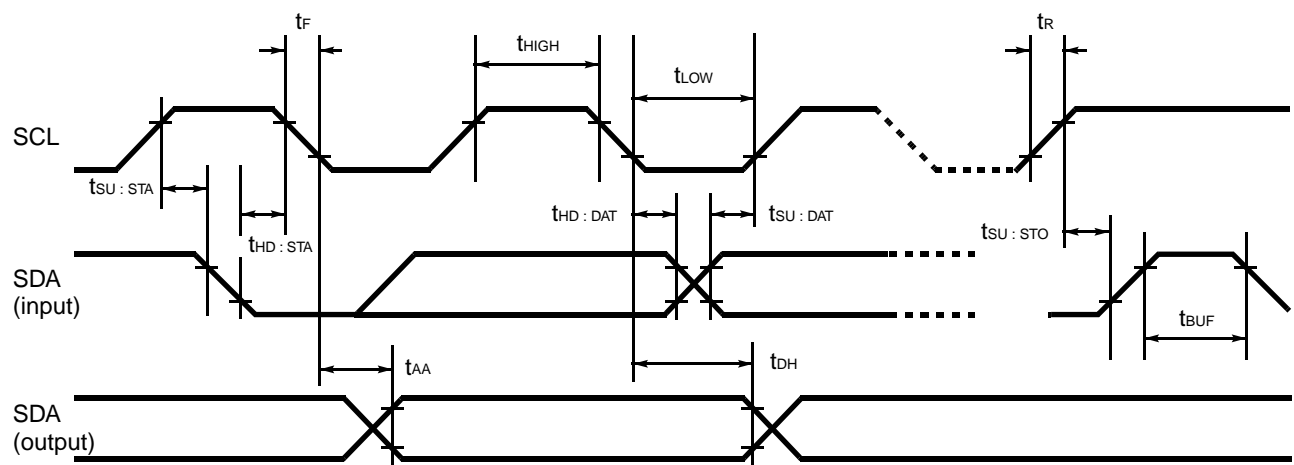 tF
tHIGH
tLOW
tR
SCL
tSU : STA
tHD : STA
tHD : DAT
tSU : DAT
tSU : STO
SDA
(input)
tBUF
tAA
tDH
SDA
(output)